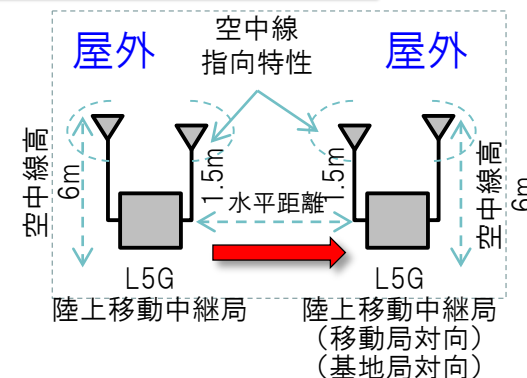 屋外
空中線
指向特性
屋外
空中線高
6m
1.5m
水平距離
1.5m
空中線高
6m
L5G
陸上移動中継局
L5G
陸上移動中継局
（移動局対向）
（基地局対向）